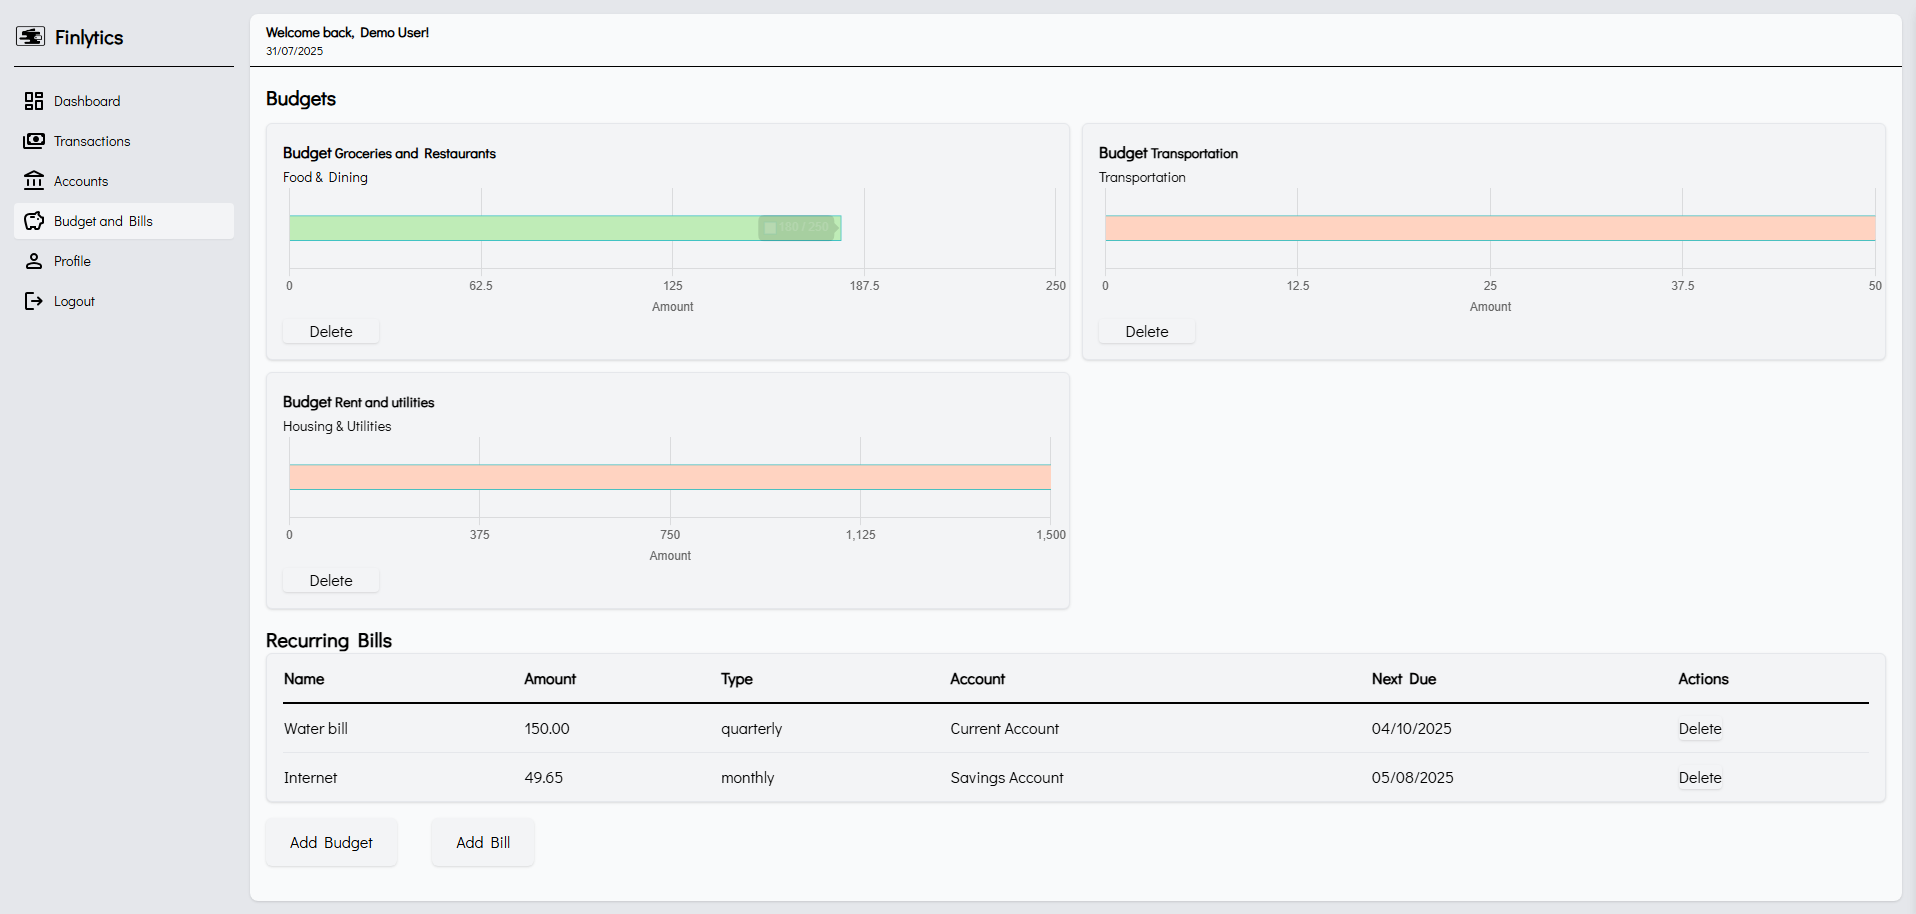 Finlytics
Dashboard
Transactions
Accounts
Budget and Bills
Profile
Logout
Welcome back, Demo User!
31/07/2025
Budgets
Budget Groceries and Restaurants
Food & Dining
180 / 250
0 62.5 125 187.5 250
Amount
Delete
Budget Transportation
Transportation
0 12.5 25 37.5 50
Amount
Delete
Budget Rent and utilities
Housing & Utilities
0 375 750 1,125 1,500
Amount
Delete
Recurring Bills
Name Amount Type Account Next Due Actions
Water bill 150.00 quarterly Current Account 04/10/2025 Delete
Internet 49.65 monthly Savings Account 05/08/2025 Delete
Add Budget Add Bill